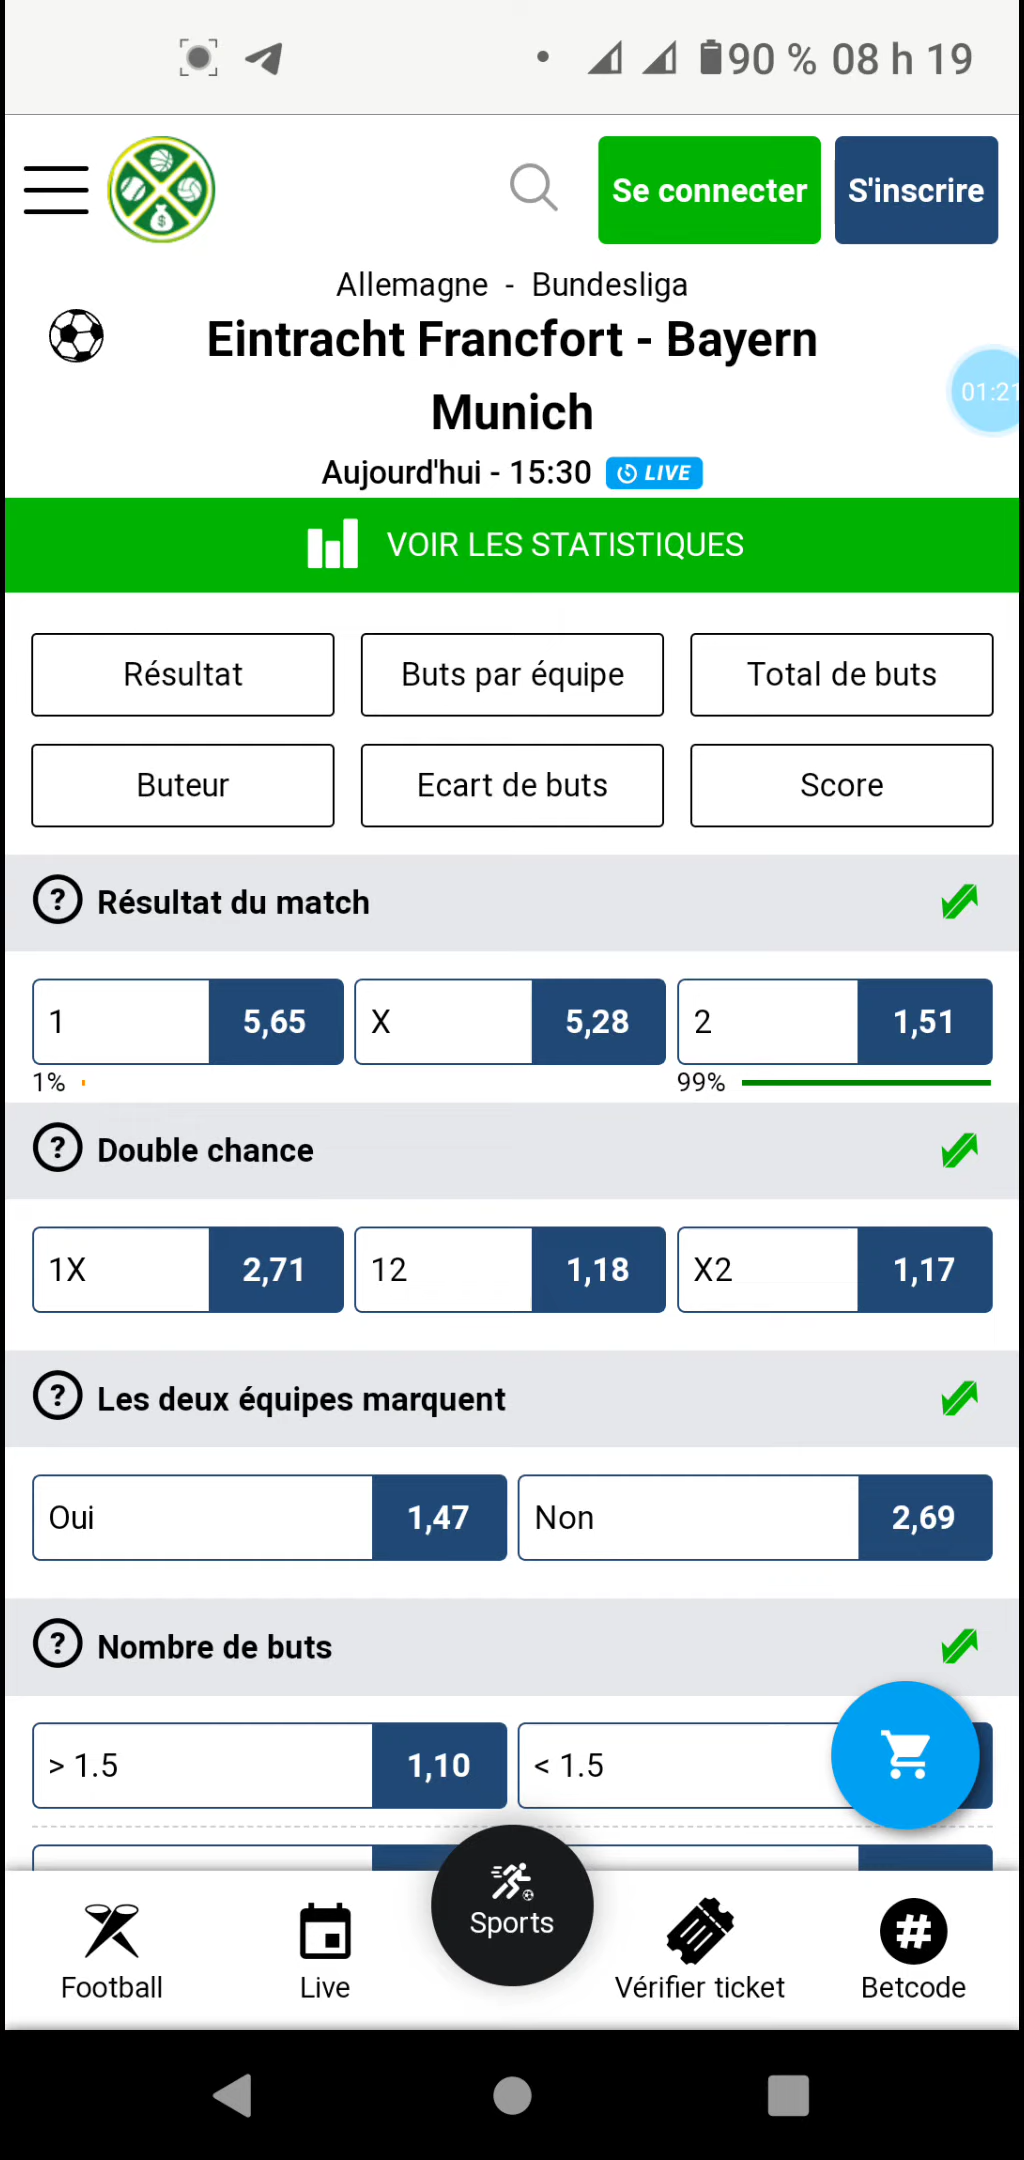 90 % 08 h 19
Se connecter S'inscrire
Allemagne - Bundesliga
Eintracht Francfort - Bayern
Munich
01:21
Aujourd'hui - 15:30 LIVE
VOIR LES STATISTIQUES
Résultat Buts par équipe Total de buts
Buteur Ecart de buts Score
? Résultat du match
1 5,65 X 5,28 2 1,51
1% 99%
? Double chance
1X 2,71 12 1,18 X2 1,17
? Les deux équipes marquent
Oui 1,47 Non 2,69
? Nombre de buts
> 1.5 1,10 < 1.5
Sports
Football Live Vérifier ticket # Betcode